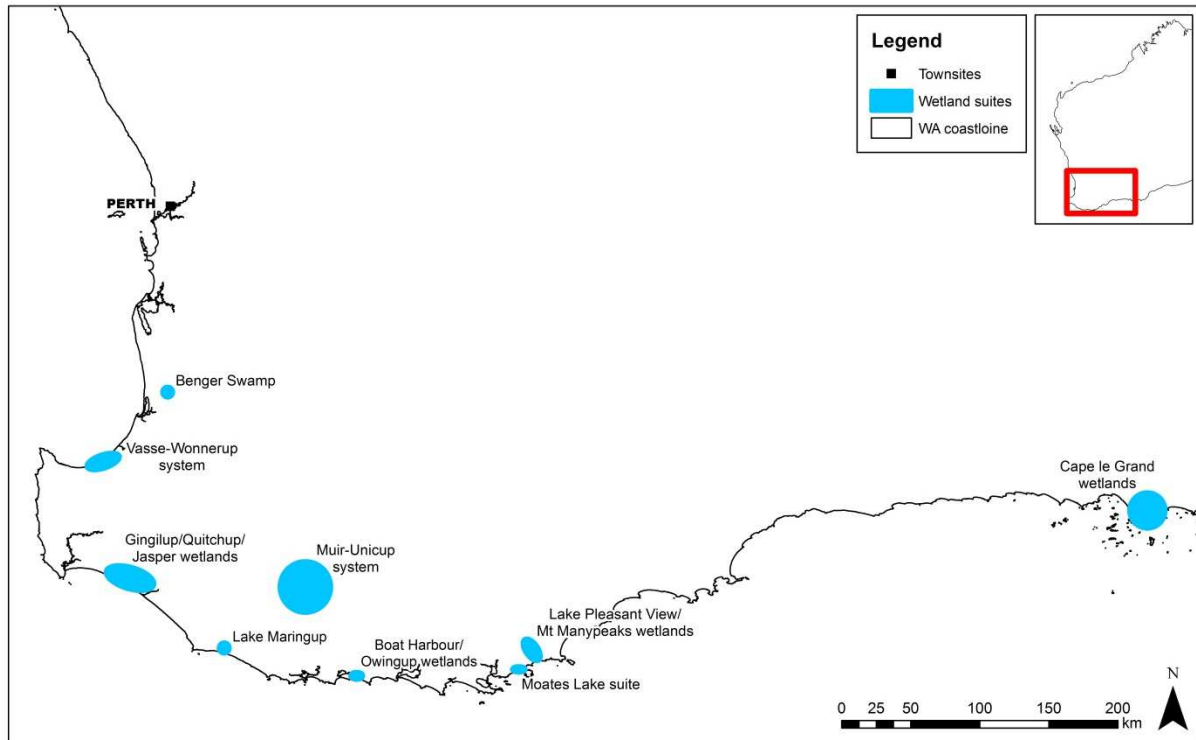 Legend
Townsites
Wetland suites
WA coastloine
PERTH
Benger Swamp
Vasse-Wonnerup
system
Cape le Grand
wetlands
Gingilup/Quitchup/
Jasper wetlands
Muir-Unicup
system
Lake Pleasant View/
Mt Manypeaks wetlands
Lake Maringup
Boat Harbour/
Owingup wetlands
Moates Lake suite
N
0 25 50 100 150 200
km